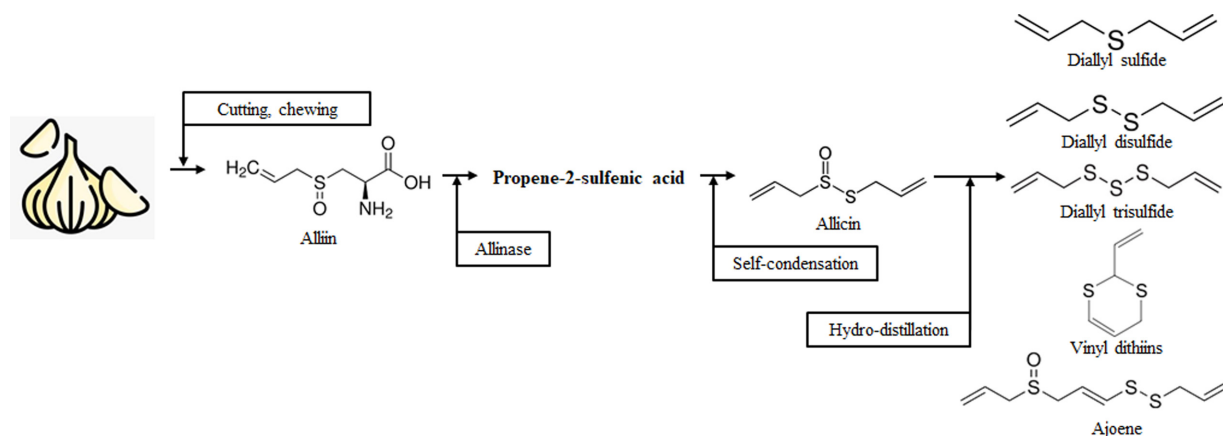 Cutting, chewing
H₂C
S
O
O
OH
NH₂
Alliin
Allinase
Propene-2-sulfenic acid
O
S
S
Allicin
Self-condensation
Hydro-distillation
S
Diallyl sulfide
S
S
Diallyl disulfide
S
S
S
Diallyl trisulfide
S
S
Vinyl dithiins
O
S
S
S
Ajoene